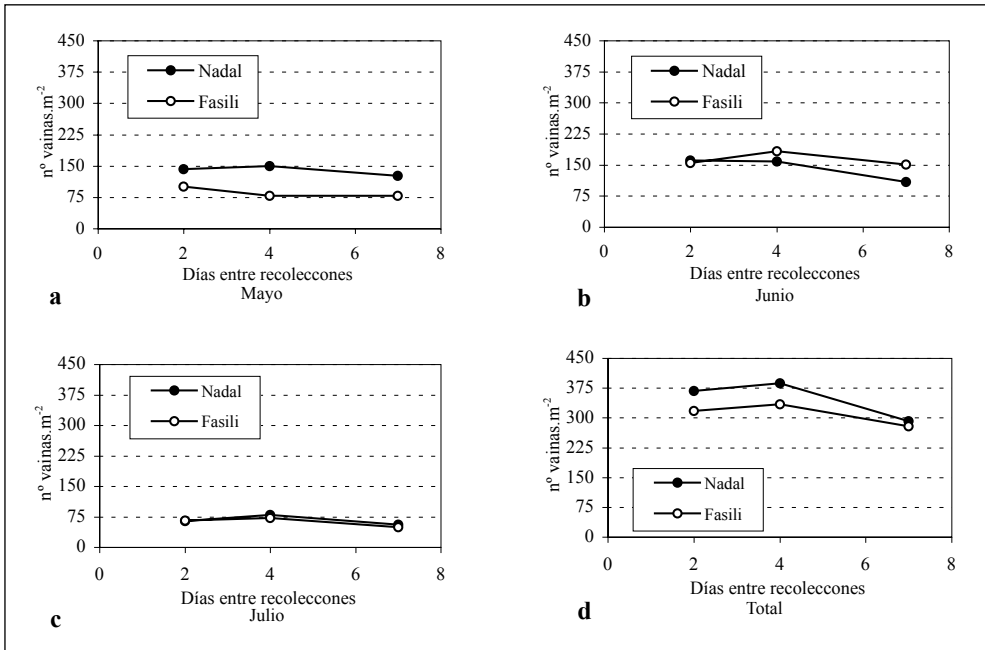 450
375
300
225
150
75
0
nº vainas.m-2
Nadal
Fasili
0 2 4 6 8
Días entre recoleccones
Mayo
a
450
375
300
225
150
75
0
nº vainas.m-2
Nadal
Fasili
0 2 4 6 8
Días entre recoleccones
Junio
b
450
375
300
225
150
75
0
nº vainas.m-2
Nadal
Fasili
0 2 4 6 8
Días entre recoleccones
Julio
c
450
375
300
225
150
75
0
nº vainas.m-2
Nadal
Fasili
0 2 4 6 8
Días entre recoleccones
Total
d